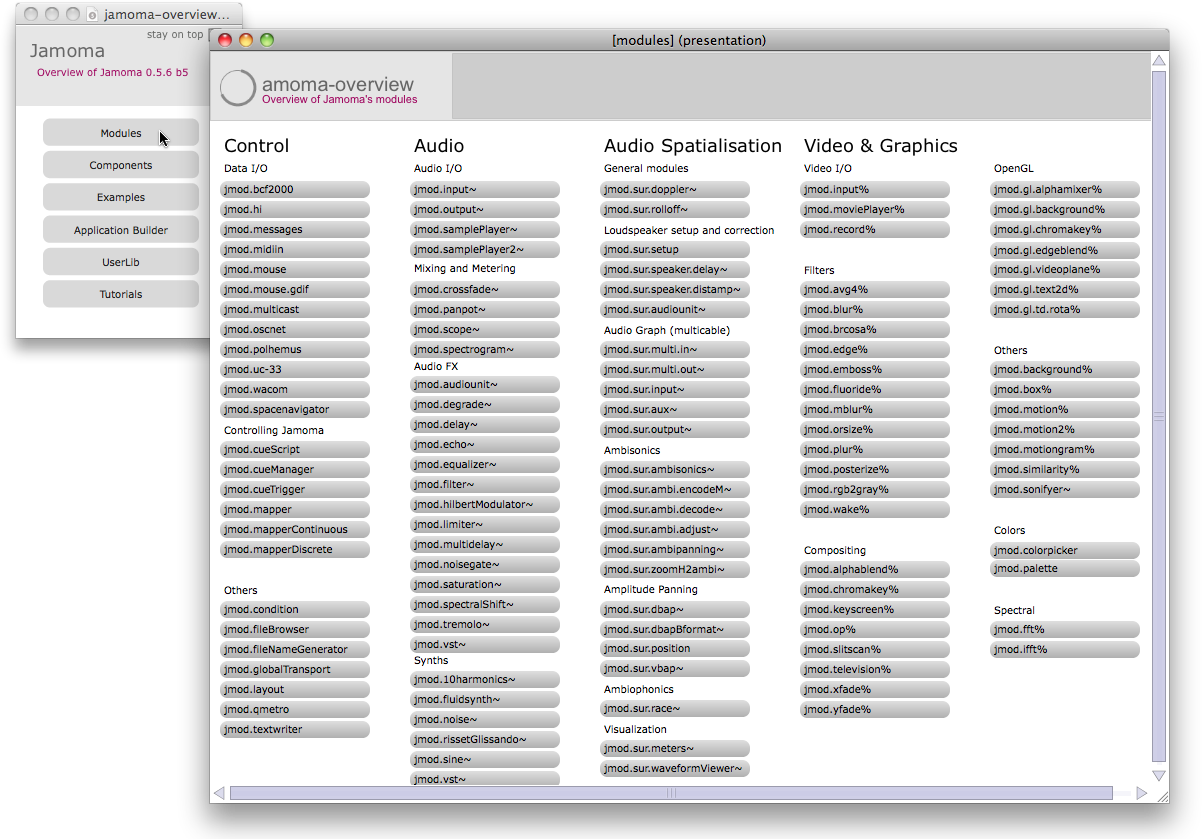 jamoma-overview...
stay on top
Jamoma
Overview of Jamoma 0.5.6 b5
Modules
Components
Examples
Application Builder
UserLib
Tutorials
[modules] (presentation)
amoma-overview
Overview of Jamoma's modules
Control
Data I/O
jmod.bcf2000
jmod.hi
jmod.messages
jmod.midiin
jmod.mouse
jmod.mouse.gdif
jmod.multicast
jmod.oscnet
jmod.polhemus
jmod.uc-33
jmod.wacom
jmod.spacenavigator
Controlling Jamoma
jmod.cueScript
jmod.cueManager
jmod.cueTrigger
jmod.mapper
jmod.mapperContinuous
jmod.mapperDiscrete
Others
jmod.condition
jmod.fileBrowser
jmod.fileNameGenerator
jmod.globalTransport
jmod.layout
jmod.qmetro
jmod.textwriter
Audio
Audio I/O
jmod.input~
jmod.output~
jmod.samplePlayer~
jmod.samplePlayer2~
Mixing and Metering
jmod.crossfade~
jmod.panpot~
jmod.scope~
jmod.spectrogram~
Audio FX
jmod.audiounit~
jmod.degrade~
jmod.delay~
jmod.echo~
jmod.equalizer~
jmod.filter~
jmod.hilbertModulator~
jmod.limiter~
jmod.multidelay~
jmod.noisegate~
jmod.saturation~
jmod.spectralShift~
jmod.tremolo~
jmod.vst~
Synths
jmod.10harmonics~
jmod.fluidsynth~
jmod.noise~
jmod.rissetGlissando~
jmod.sine~
jmod.vst~
Audio Spatialisation
General modules
jmod.sur.doppler~
jmod.sur.rolloff~
Loudspeaker setup and correction
jmod.sur.setup
jmod.sur.speaker.delay~
jmod.sur.speaker.distamp~
jmod.sur.audiounit~
Audio Graph (multicable)
jmod.sur.multi.in~
jmod.sur.multi.out~
jmod.sur.input~
jmod.sur.aux~
jmod.sur.output~
Ambisonics
jmod.sur.ambisonics~
jmod.sur.ambi.encodeM~
jmod.sur.ambi.decode~
jmod.sur.ambi.adjust~
jmod.sur.ambipanning~
jmod.sur.zoomH2ambi~
Amplitude Panning
jmod.sur.dbap~
jmod.sur.dbapBformat~
jmod.sur.position
jmod.sur.vbap~
Ambiophonics
jmod.sur.race~
Visualization
jmod.sur.meters~
jmod.sur.waveformViewer~
Video & Graphics
Video I/O
jmod.input%
jmod.moviePlayer%
jmod.record%
Filters
jmod.avg4%
jmod.blur%
jmod.brcosa%
jmod.edge%
jmod.emboss%
jmod.fluoride%
jmod.mblur%
jmod.orsize%
jmod.plur%
jmod.posterize%
jmod.rgb2gray%
jmod.wake%
Compositing
jmod.alphablend%
jmod.chromakey%
jmod.keyscreen%
jmod.op%
jmod.slitscan%
jmod.television%
jmod.xfade%
jmod.yfade%
OpenGL
jmod.gl.alphamixer%
jmod.gl.background%
jmod.gl.chromakey%
jmod.gl.edgeblend%
jmod.gl.videoplane%
jmod.gl.text2d%
jmod.gl.td.rota%
Others
jmod.background%
jmod.box%
jmod.motion%
jmod.motion2%
jmod.motiongram%
jmod.similarity%
jmod.sonifyer~
Colors
jmod.colorpicker
jmod.palette
Spectral
jmod.fft%
jmod.ifft%